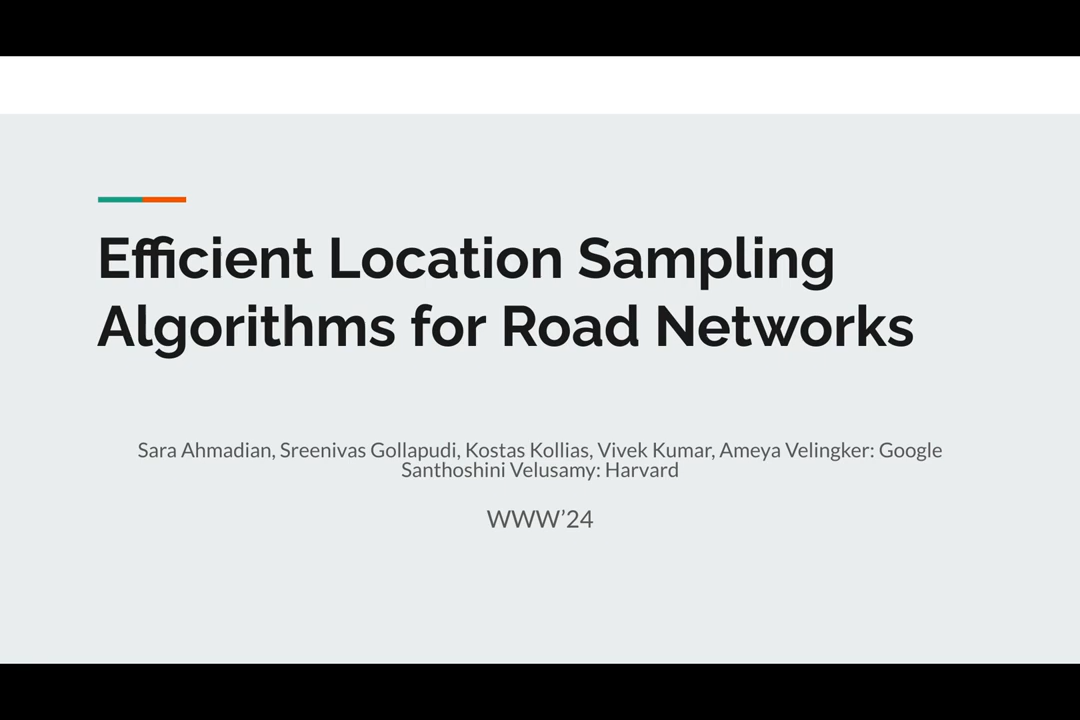 Efficient Location Sampling
Algorithms for Road Networks
Sara Ahmadian, Sreenivas Gollapudi, Kostas Kollias, Vivek Kumar, Ameya Velingker: Google
Santhoshini Velusamy: Harvard
WWW’24